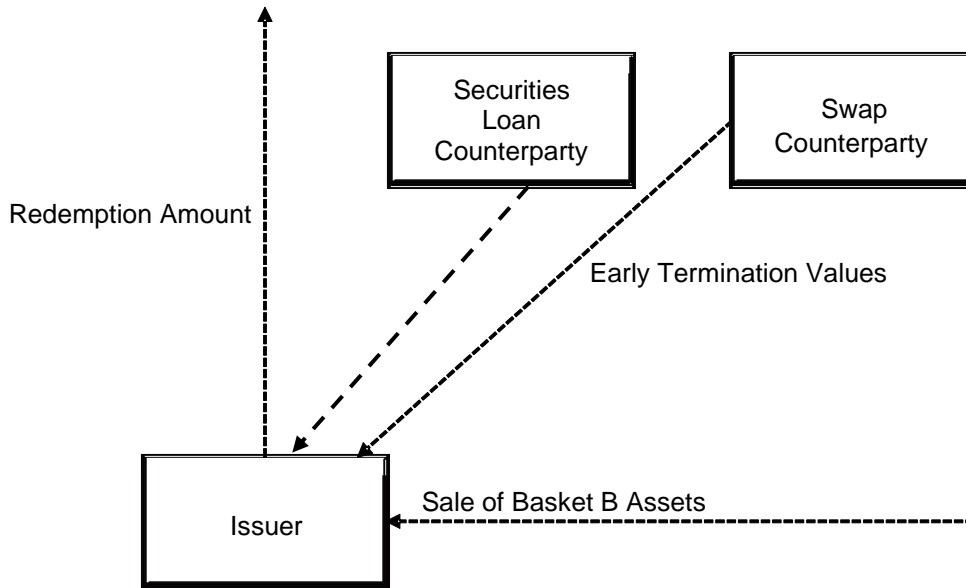 Securities
Loan
Counterparty
Swap
Counterparty
Redemption Amount
Early Termination Values
Sale of Basket B Assets
Issuer